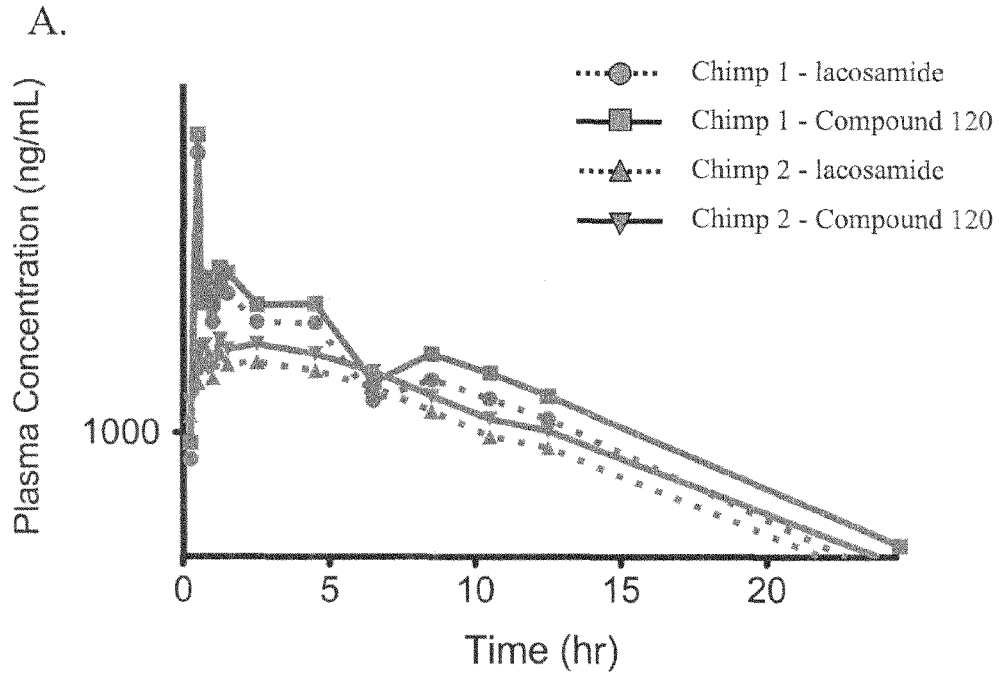 A.
Chimp 1 - lacosamide
Chimp 1 - Compound 120
Chimp 2 - lacosamide
Chimp 2 - Compound 120
Plasma Concentration (ng/mL)
1000
0 5 10 15 20
Time (hr)